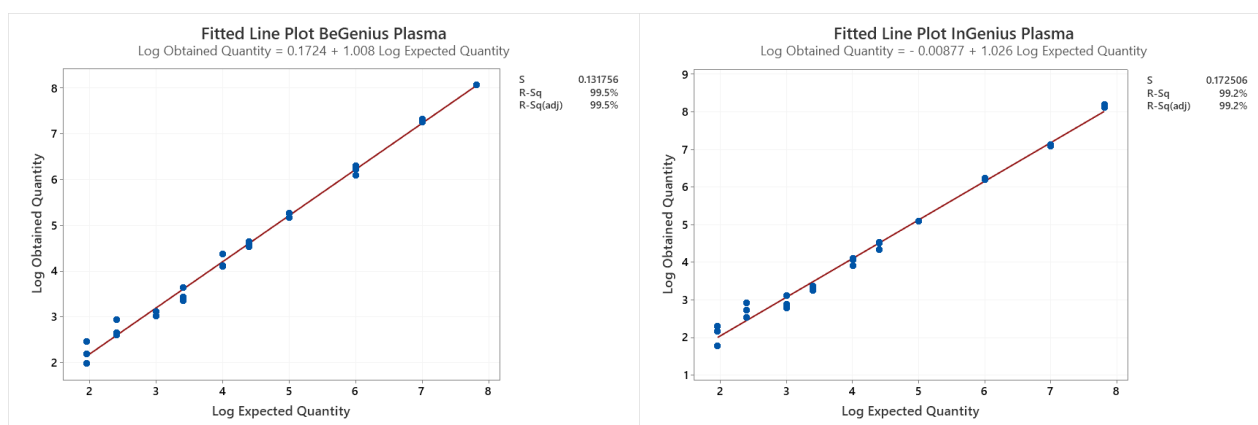 Fitted Line Plot BeGenius Plasma
Log Obtained Quantity = 0.1724 + 1.008 Log Expected Quantity
S 0.131756
R-Sq 99.5%
R-Sq(adj) 99.5%
8
7
6
5
4
3
2
Log Obtained Quantity
2 3 4 5 6 7 8
Log Expected Quantity
Fitted Line Plot InGenius Plasma
Log Obtained Quantity = - 0.00877 + 1.026 Log Expected Quantity
S 0.172506
R-Sq 99.2%
R-Sq(adj) 99.2%
9
8
7
6
5
4
3
2
1
Log Obtained Quantity
2 3 4 5 6 7 8
Log Expected Quantity